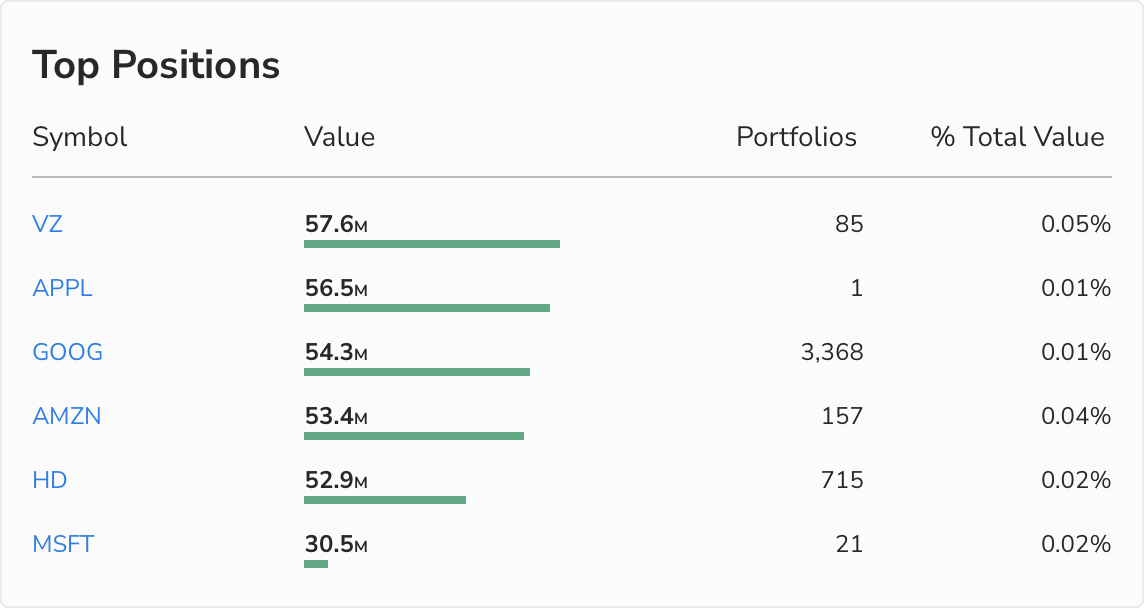 Top Positions
Symbol Value Portfolios % Total Value
VZ 57.6M 85 0.05%
APPL 56.5M 1 0.01%
GOOG 54.3M 3,368 0.01%
AMZN 53.4M 157 0.04%
HD 52.9M 715 0.02%
MSFT 30.5M 21 0.02%